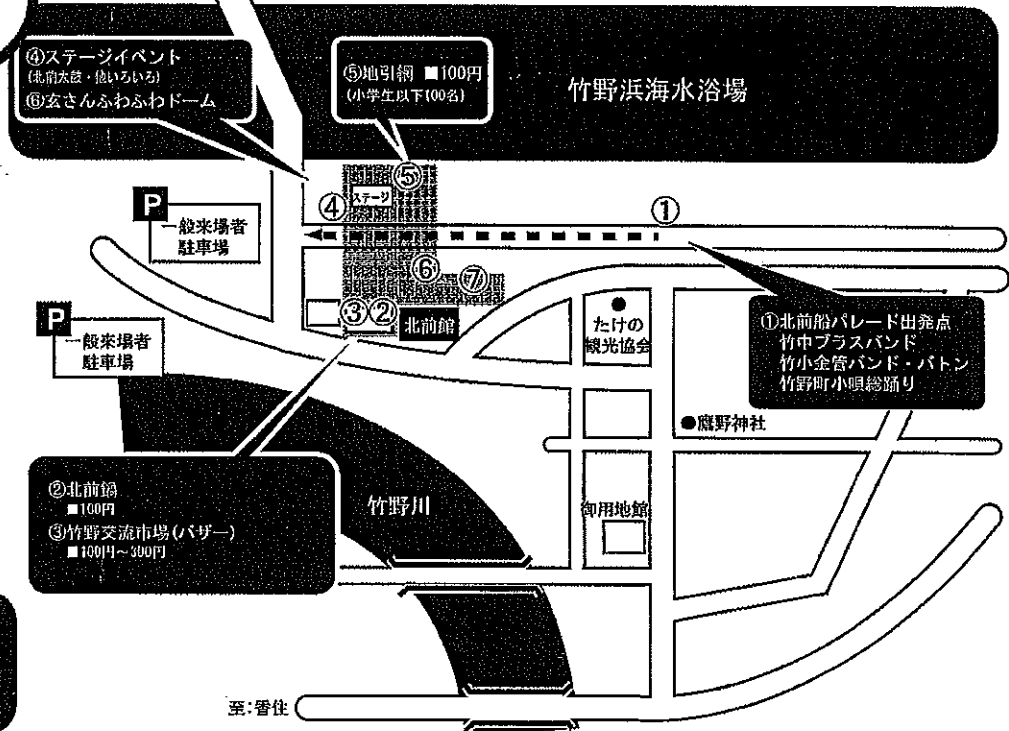 ④ステージイベント
(北前太鼓・他いろいろ)
⑥玄さんふわふわドーム
⑤地引網 ■100円
(小学生以下100名)
竹野浜海水浴場
⑤
ステージ
④
①
P
一般来場者
駐車場
⑥
⑦
③②
北前館
P
一般来場者
駐車場
たけの
観光協会
①北前船パレード出発点
竹中ブラスバンド
竹小金管バンド・バトン
竹野町小唄総踊り
●鷹野神社
②北前鍋
■100円
③竹野交流市場(バザー)
■100円~300円
竹野川
御用地館
至:香住